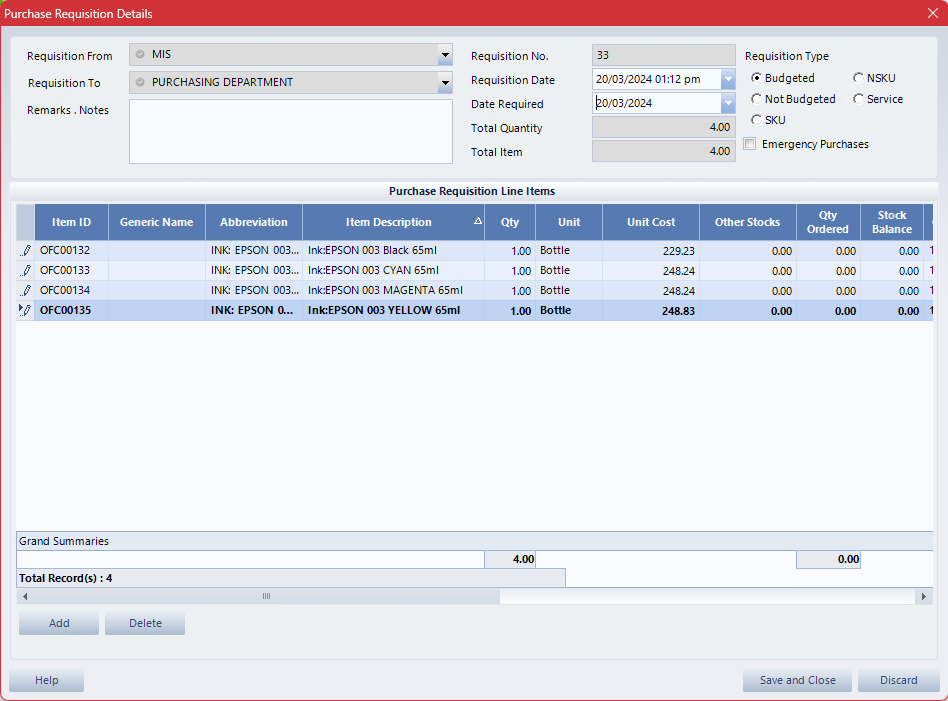 Purchase Requisition Details
Requisition From MIS
Requisition To PURCHASING DEPARTMENT
Remarks . Notes
Requisition No. 33
Requisition Date 20/03/2024 01:12 pm
Date Required 20/03/2024
Total Quantity 4.00
Total Item 4.00
Requisition Type
Budgeted NSKU
Not Budgeted Service
SKU
Emergency Purchases
Purchase Requisition Line Items
Item ID Generic Name Abbreviation Item Description Qty Unit Unit Cost Other Stocks Qty Ordered Stock Balance
OFC00132 INK: EPSON 003... Ink:EPSON 003 Black 65ml 1.00 Bottle 229.23 0.00 0.00 0.00 1
OFC00133 INK: EPSON 003... Ink:EPSON 003 CYAN 65ml 1.00 Bottle 248.24 0.00 0.00 0.00 1
OFC00134 INK: EPSON 003... Ink:EPSON 003 MAGENTA 65ml 1.00 Bottle 248.24 0.00 0.00 0.00 1
OFC00135 INK: EPSON 0... Ink:EPSON 003 YELLOW 65ml 1.00 Bottle 248.83 0.00 0.00 0.00 1
Grand Summaries
4.00 0.00
Total Record(s) : 4
Add Delete
Help Save and Close Discard